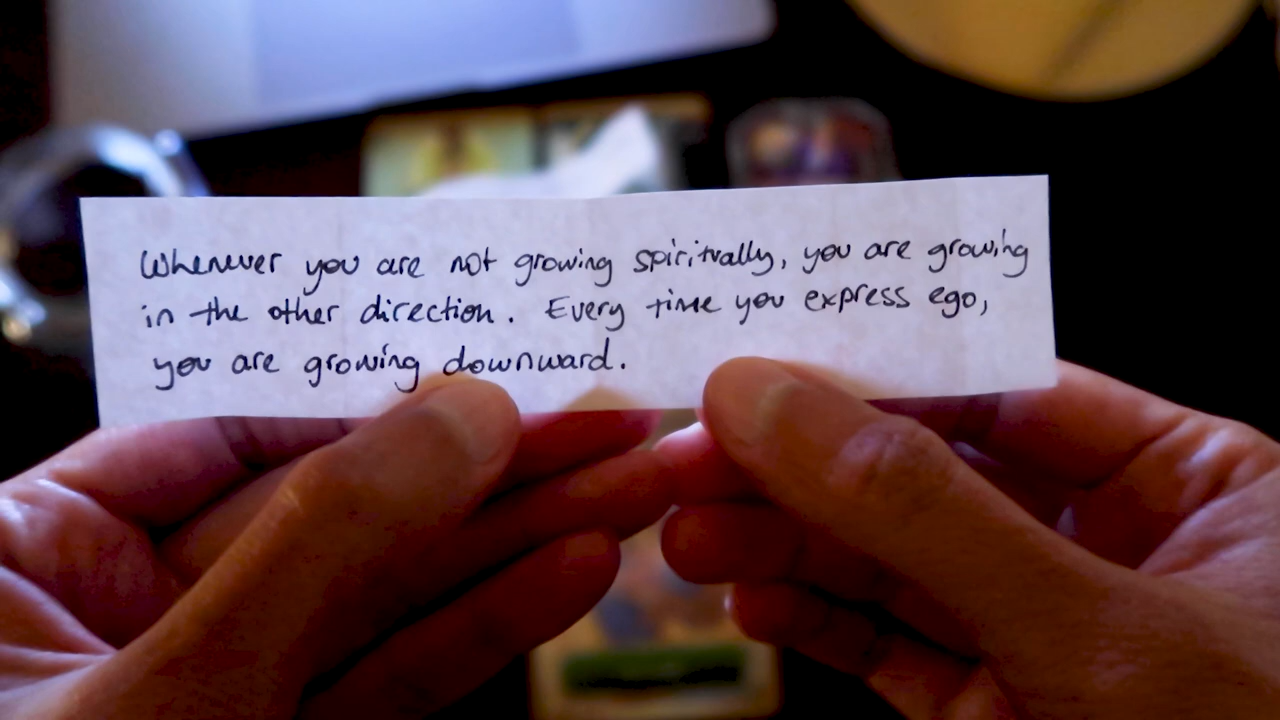 Whenever you are not growing spiritually, you are growing
in the other direction. Every time you express ego,
you are growing downward.